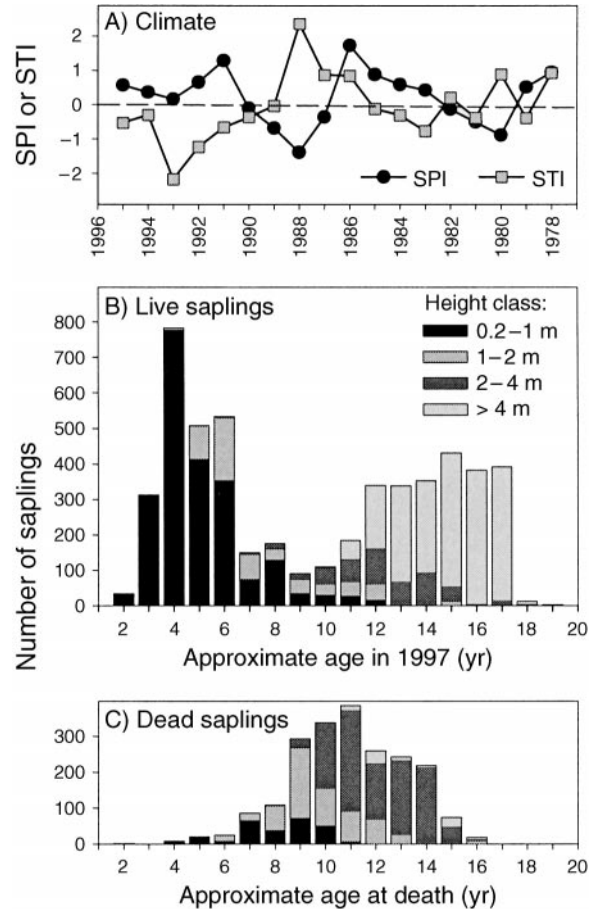 A) Climate
SPI or STI
2
1
0
−1
−2
SPI
STI
1996
1994
1992
1990
1988
1986
1984
1982
1980
1978
B) Live saplings
Height class:
0.2−1 m
1−2 m
2−4 m
> 4 m
Number of saplings
800
700
600
500
400
300
200
100
0
2 4 6 8 10 12 14 16 18 20
Approximate age in 1997 (yr)
C) Dead saplings
300
200
100
0
2 4 6 8 10 12 14 16 18 20
Approximate age at death (yr)